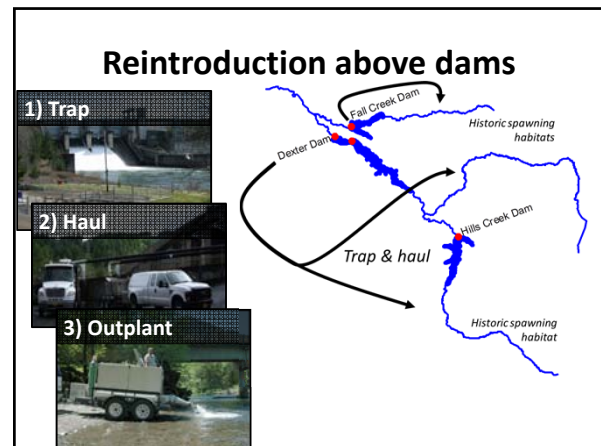 Reintroduction above dams
1) Trap
2) Haul
3) Outplant
Fall Creek Dam
Historic spawning
habitats
Dexter Dam
Hills Creek Dam
Trap & haul
Historic spawning
habitat